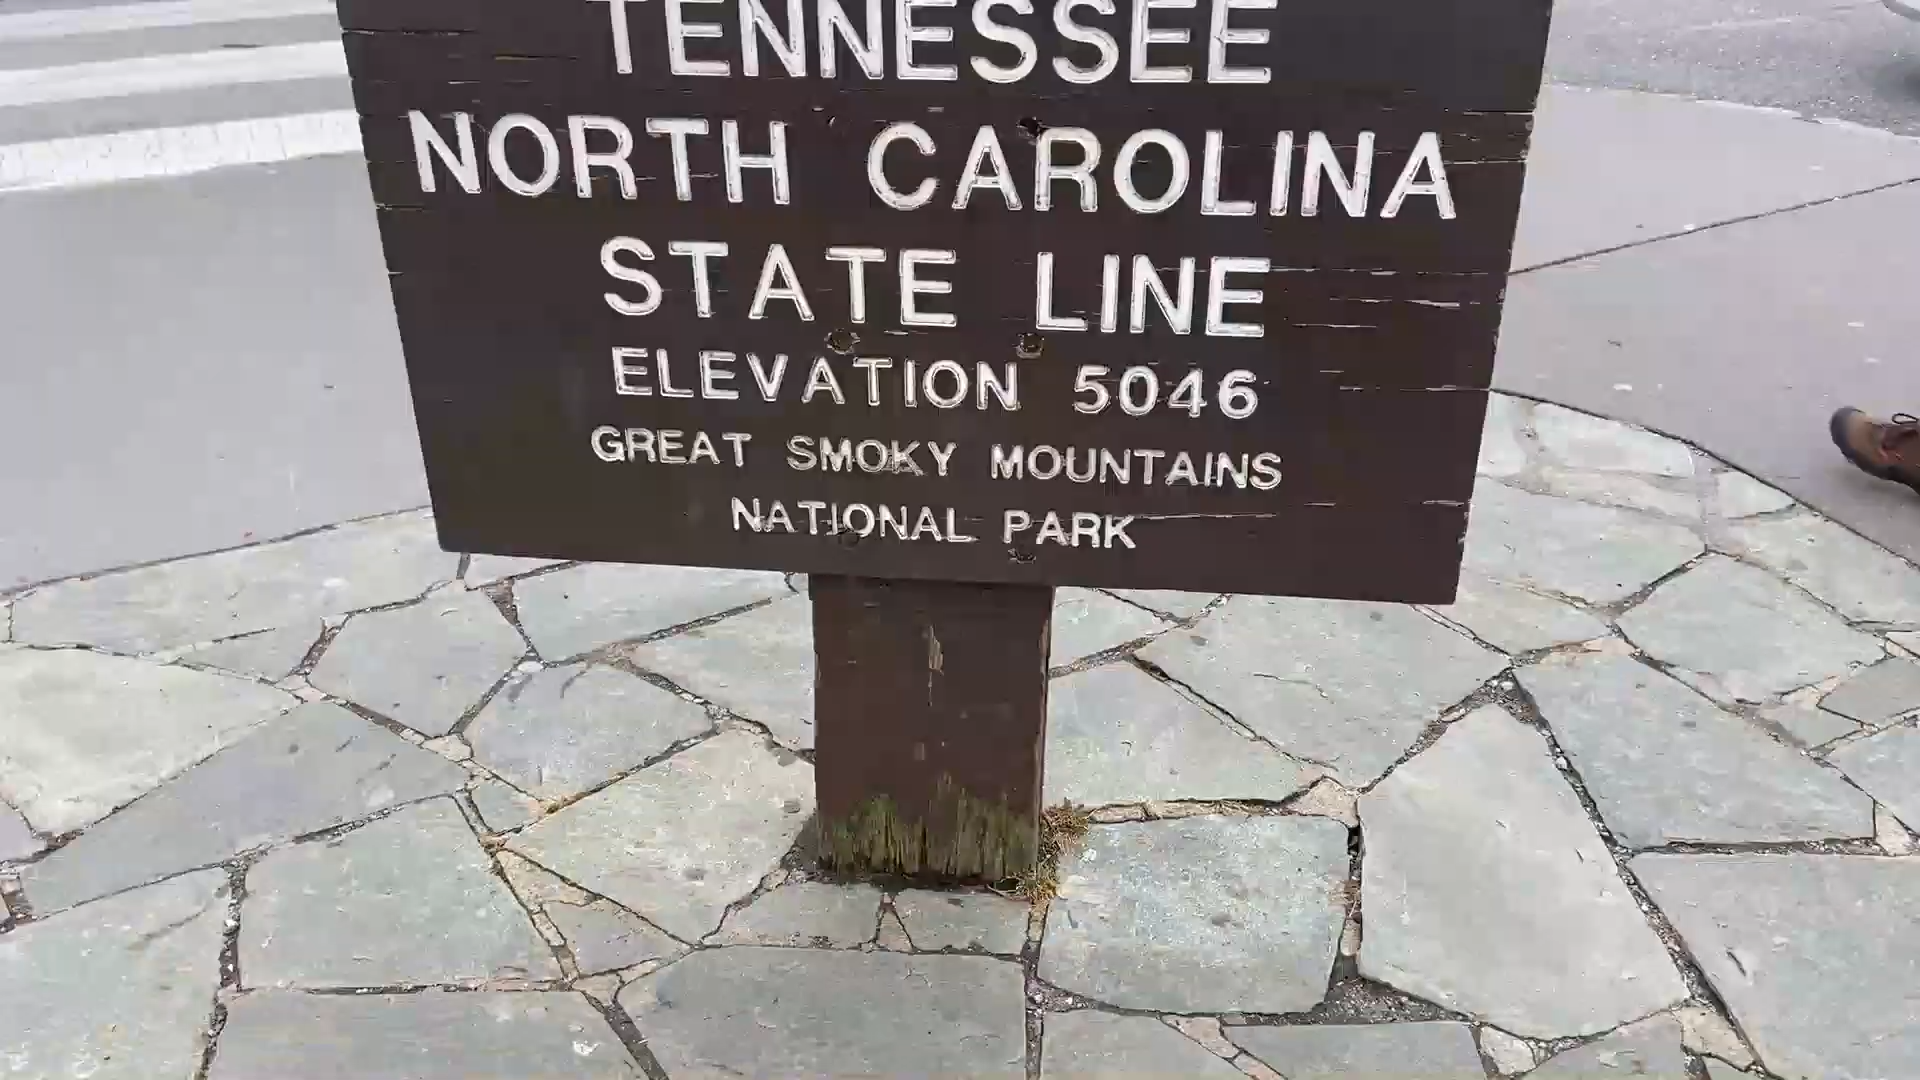 TENNESSEE
NORTH CAROLINA
STATE LINE
ELEVATION 5046
GREAT SMOKY MOUNTAINS
NATIONAL PARK